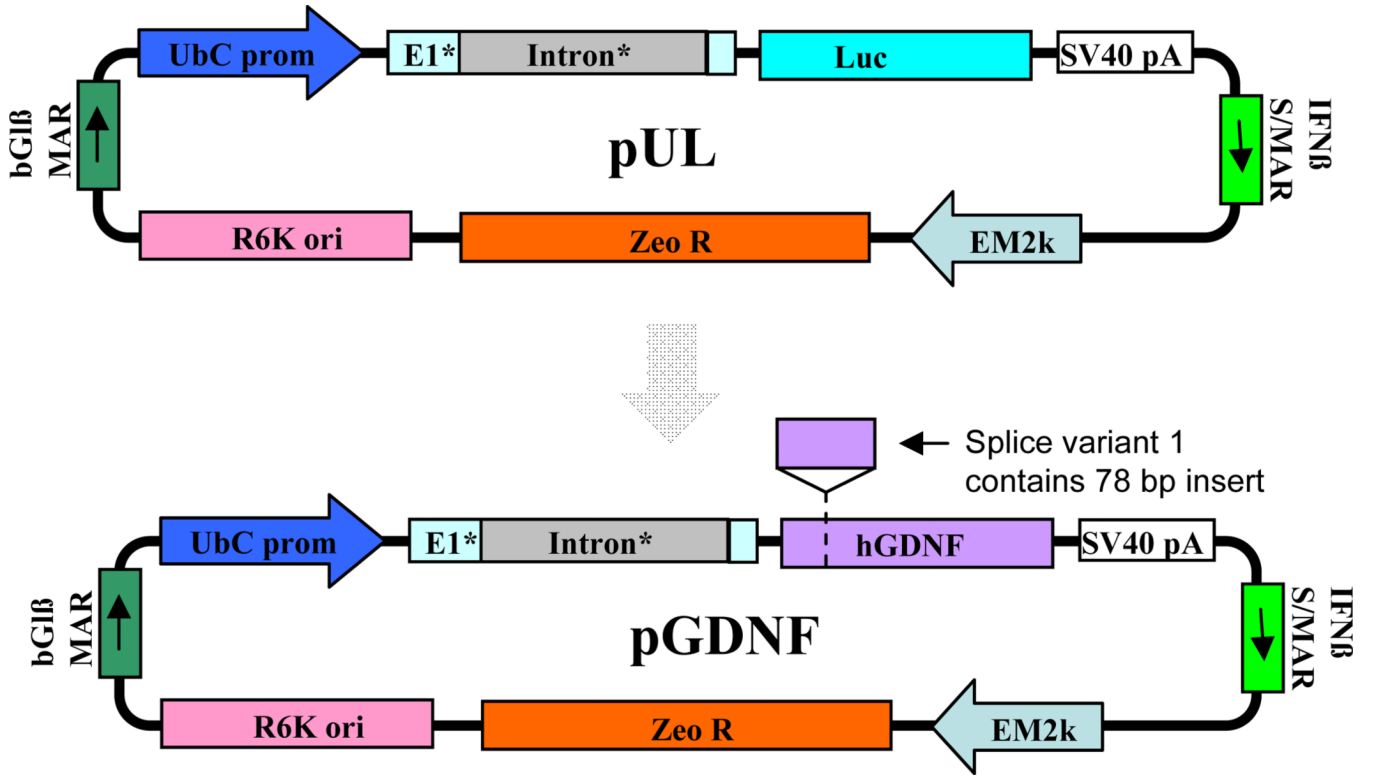 UbC prom
E1*
Intron*
Luc
SV40 pA
bGlß
MAR
pUL
IFNß
S/MAR
R6K ori
Zeo R
EM2k
Splice variant 1
contains 78 bp insert
UbC prom
E1*
Intron*
hGDNF
SV40 pA
bGlß
MAR
pGDNF
IFNß
S/MAR
R6K ori
Zeo R
EM2k